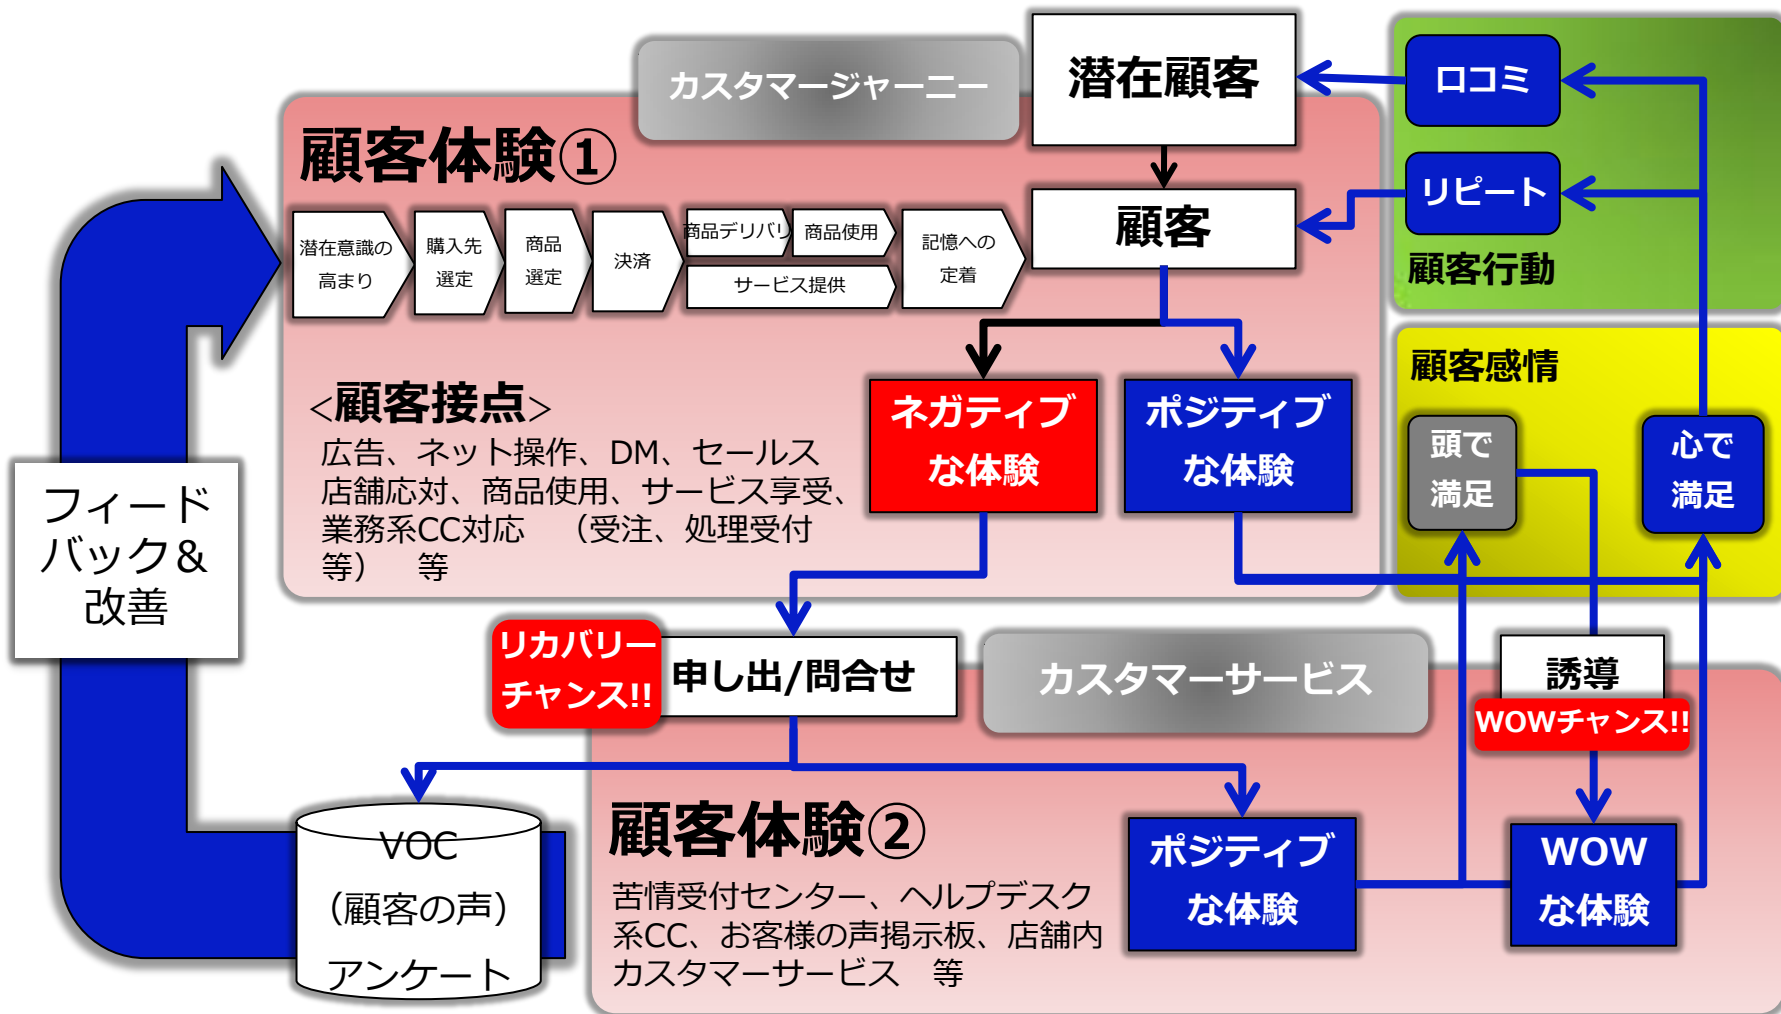 カスタマージャーニー
潜在顧客
口コミ
顧客体験①
リピート
顧客
顧客行動
潜在意識の
高まり
購入先
選定
商品
選定
決済
商品デリバリ
商品使用
サービス提供
記憶への
定着
<顧客接点>
広告、ネット操作、DM、セールス
店舗応対、商品使用、サービス享受、
業務系CC対応　（受注、処理受付
等）　等
ネガティブ
な体験
ポジティブ
な体験
顧客感情
頭で
満足
心で
満足
フィード
バック&
改善
リカバリー
チャンス!!
申し出/問合せ
カスタマーサービス
誘導
WOWチャンス!!
VOC
（顧客の声）
アンケート
顧客体験②
苦情受付センター、ヘルプデスク
系CC、お客様の声掲示板、店舗内
カスタマーサービス　等
ポジティブ
な体験
WOW
な体験